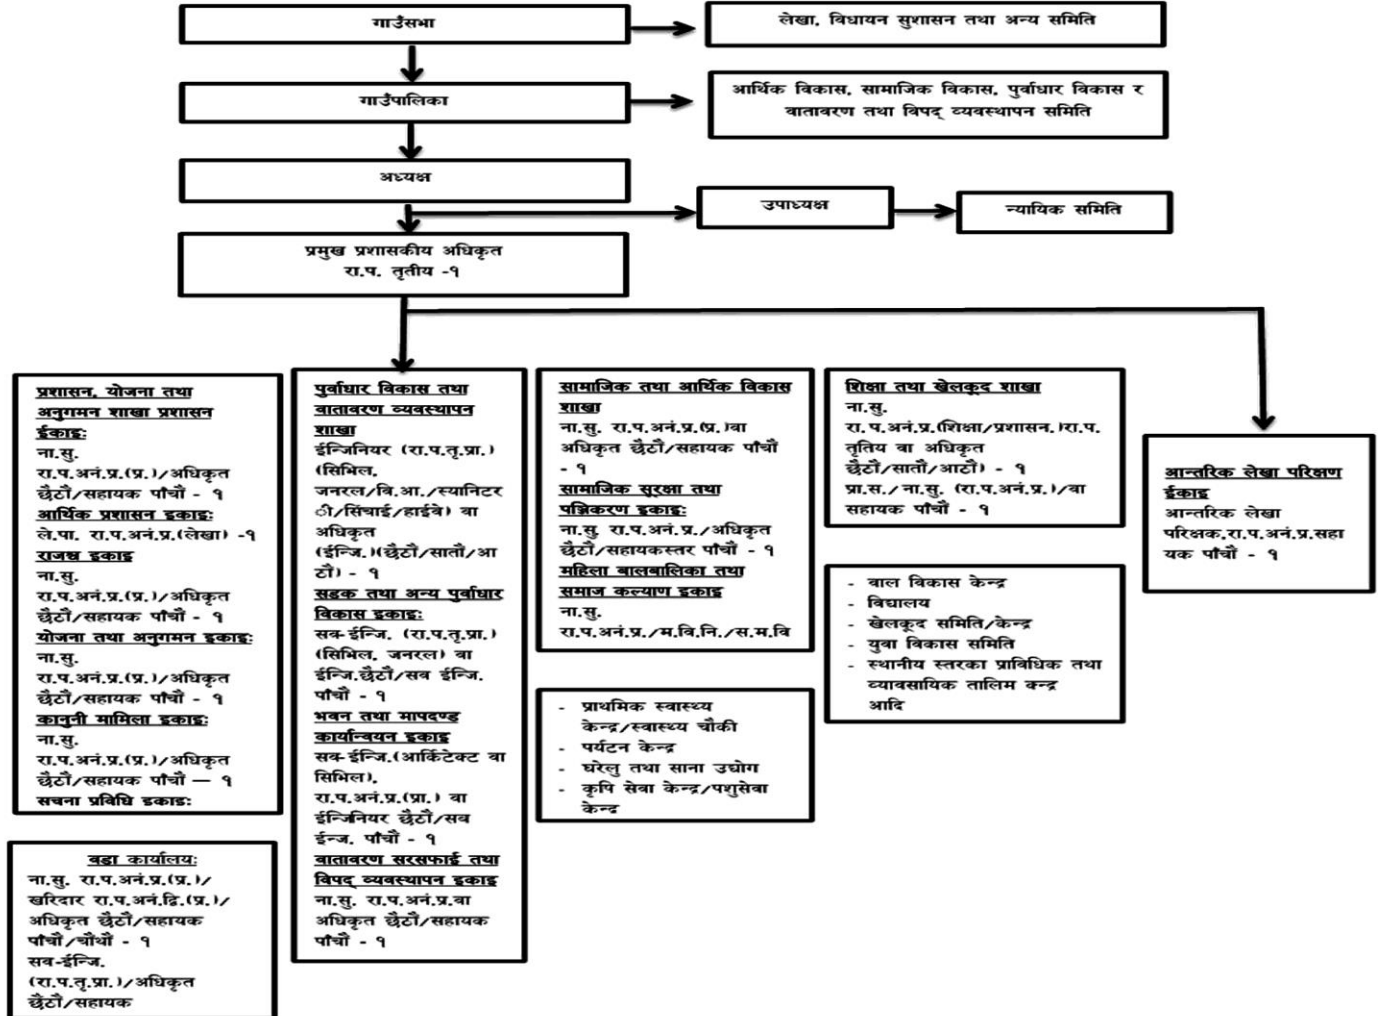 गाउँसभा
लेखा, विधायन सुशासन तथा अन्य समिति
गाउँपालिका
आर्थिक विकास, सामाजिक विकास, पुर्वाधार विकास र
वातावरण तथा विपद् व्यवस्थापन समिति
अध्यक्ष
उपाध्यक्ष
न्यायिक समिति
प्रमुख प्रशासकीय अधिकृत
रा.प. तृतीय -१
प्रशासन, योजना तथा
अनुगमन शाखा प्रशासन
ईकाइः
ना.सु.
रा.प.अनं.प्र.(प्र.)/अधिकृत
छैटौं/सहायक पाँचौं - १
आर्थिक प्रशासन इकाइः
ले.पा. रा.प.अनं.प्र.(लेखा) -१
राजश्व इकाइ
ना.सु.
रा.प.अनं.प्र.(प्र.)/अधिकृत
छैटौं/सहायक पाँचौं - १
योजना तथा अनुगमन इकाइः
ना.सु.
रा.प.अनं.प्र.(प्र.)/अधिकृत
छैटौं/सहायक पाँचौं - १
कानुनी मामिला इकाइः
ना.सु.
रा.प.अनं.प्र.(प्र.)/अधिकृत
छैटौं/सहायक पाँचौं — १
सचना प्रविधि इकाइः
वडा कार्यालयः
ना.सु. रा.प.अनं.प्र.(प्र.)/
खरिदार रा.प.अनं.द्वि.(प्र.)/
अधिकृत छैटौं/सहायक
पाँचौं/चौंथौं - १
सव-ईन्जि.
(रा.प.तृ.प्रा.)/अधिकृत
छैटौं/सहायक
पुर्वाधार विकास तथा
वातावरण व्यवस्थापन
शाखा
ईन्जिनियर (रा.प.तृ.प्रा.)
(सिभिल,
जनरल/वि.आ./स्यानिटर
ी/सिंचाई/हाईवे) वा
अधिकृत
(ईन्जि.)(छैटौं/सातौं/आ
टौं) - १
सडक तथा अन्य पुर्वाधार
विकास इकाइः
सव-ईन्जि. (रा.प.तृ.प्रा.)
(सिभिल, जनरल) वा
ईन्जि.छैटौं/सव ईन्जि.
पाँचौं - १
भवन तथा मापदण्ड
कार्यान्वयन इकाइ
सव-ईन्जि.(आर्किटेक्ट वा
सिभिल),
रा.प.अनं.प्र.(प्रा.) वा
ईन्जिनियर छैटौं/सव
ईन्ज. पाँचौं - १
वातावरण सरसफाई तथा
विपद् व्यवस्थापन इकाइ
ना.सु. रा.प.अनं.प्र.वा
अधिकृत छैटौं/सहायक
पाँचौं - १
सामाजिक तथा आर्थिक विकास
शाखा
ना.सु. रा.प.अनं.प्र.(प्र.)वा
अधिकृत छैटौं/सहायक पाँचौं
- १
सामाजिक सुरक्षा तथा
पञ्जिकरण इकाइः
ना.सु. रा.प.अनं.प्र./अधिकृत
छैटौं/सहायकस्तर पाँचौं - १
महिला बालबालिका तथा
समाज कल्याण इकाइ
ना.सु.
रा.प.अनं.प्र./म.वि.नि./स.म.वि
- प्राथमिक स्वास्थ्य
केन्द्र/स्वास्थ्य चौकी
- पर्यटन केन्द्र
- घरेलु तथा साना उद्योग
- कृषि सेवा केन्द्र/पशुसेवा
केन्द्र
शिक्षा तथा खेलकूद शाखा
ना.सु.
रा.प.अनं.प्र.(शिक्षा/प्रशासन.)रा.प.
तृतिय वा अधिकृत
छैटौं/सातौं/आटौं) - १
प्रा.स./ना.सु. (रा.प.अनं.प्र.)/वा
सहायक पाँचौं - १
- वाल विकास केन्द्र
- विद्यालय
- खेलकूद समिति/केन्द्र
- युवा विकास समिति
- स्थानीय स्तरका प्राविधिक तथा
व्यावसायिक तालिम क्न्द्र
आदि
आन्तरिक लेखा परिक्षण
ईकाइ
आन्तरिक लेखा
परिक्षक.रा.प.अनं.प्र.सहा
यक पाँचौं - १